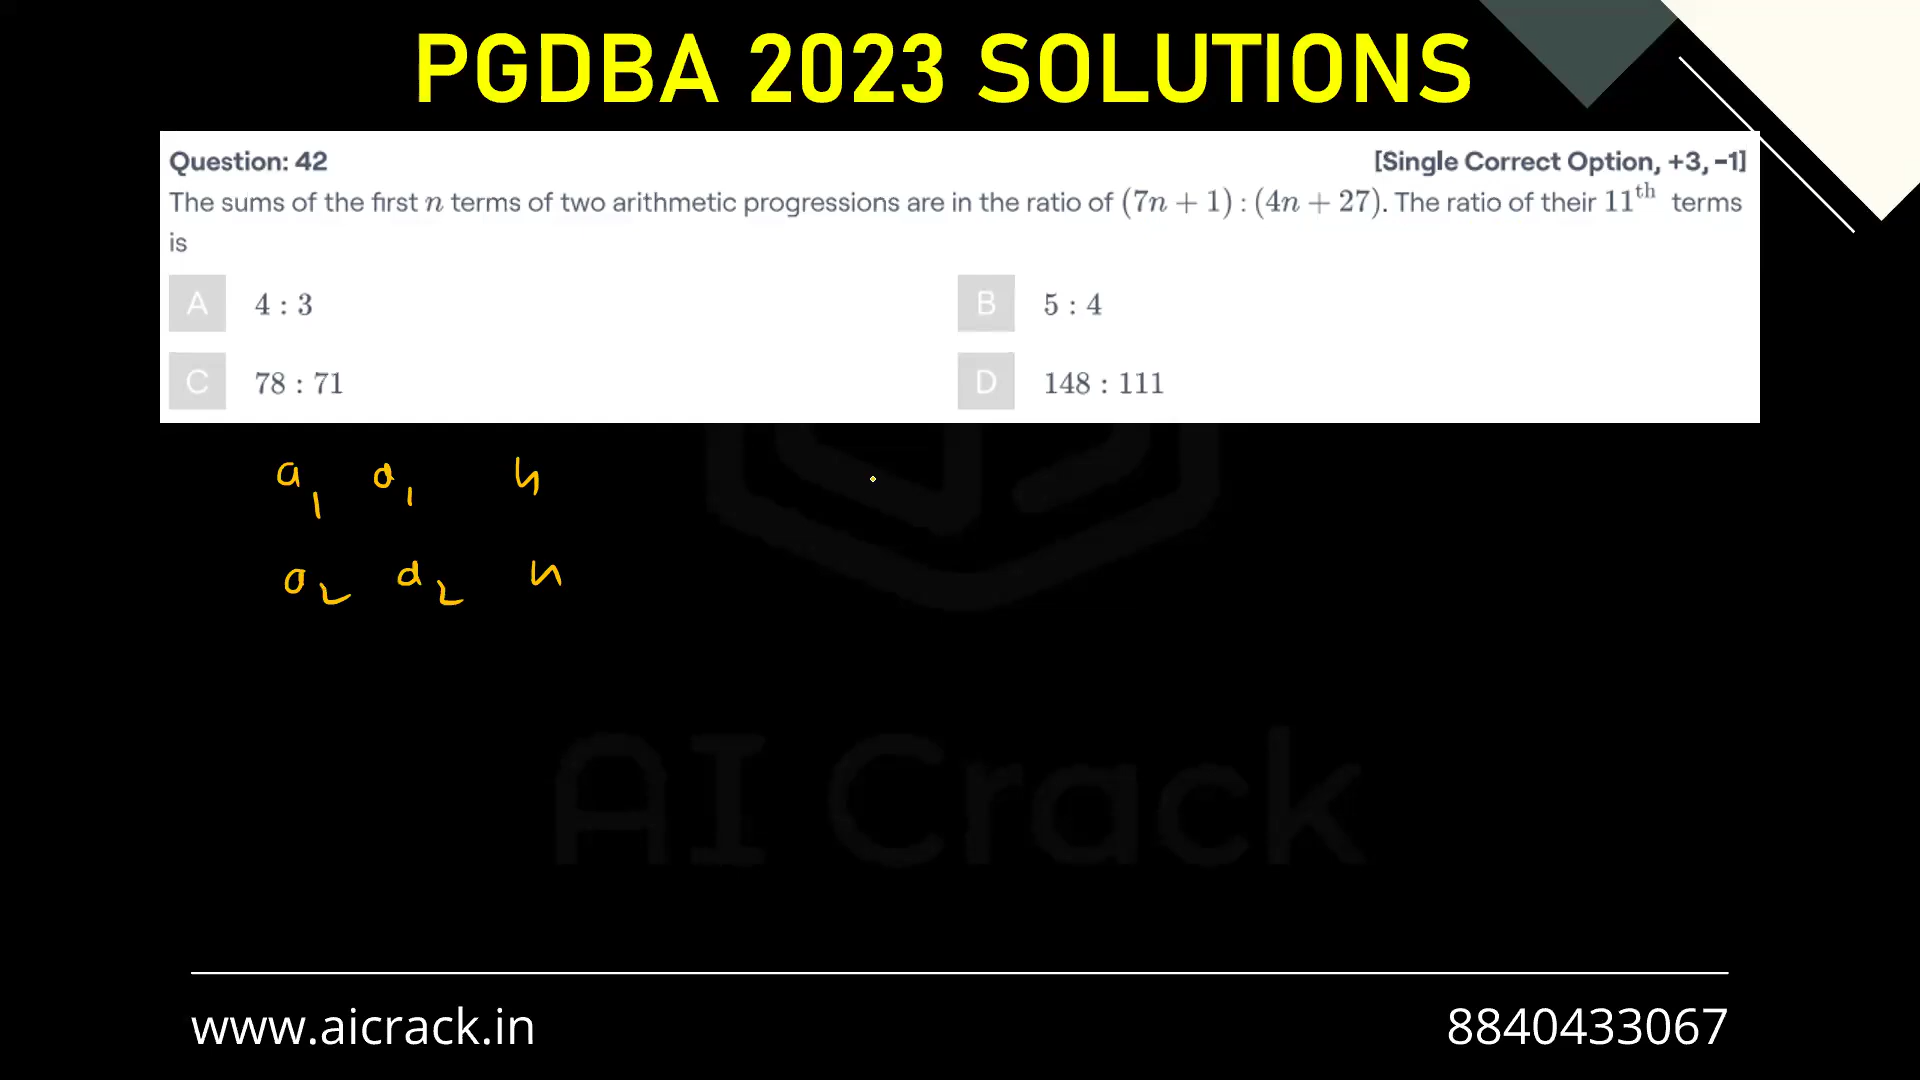 PGDBA 2023 SOLUTIONS
Question: 42 [Single Correct Option, +3, −1]
The sums of the first n terms of two arithmetic progressions are in the ratio of (7n + 1) : (4n + 27). The ratio of their 11th terms
is
A 4 : 3 B 5 : 4
C 78 : 71 D 148 : 111
a1 d1 n
a2 d2 n
AI Crack
www.aicrack.in 8840433067